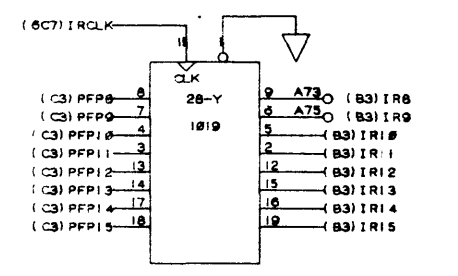 (6C7) IRCLK
11 1
CLK
28-Y
1019
(C3) PFP8 8 9 A73 (B3) IR8
(C3) PFP9 7 6 A75 (B3) IR9
(C3) PFP10 4 5 (B3) IR10
(C3) PFP11 3 2 (B3) IR11
(C3) PFP12 13 12 (B3) IR12
(C3) PFP13 14 15 (B3) IR13
(C3) PFP14 17 16 (B3) IR14
(C3) PFP15 18 19 (B3) IR15